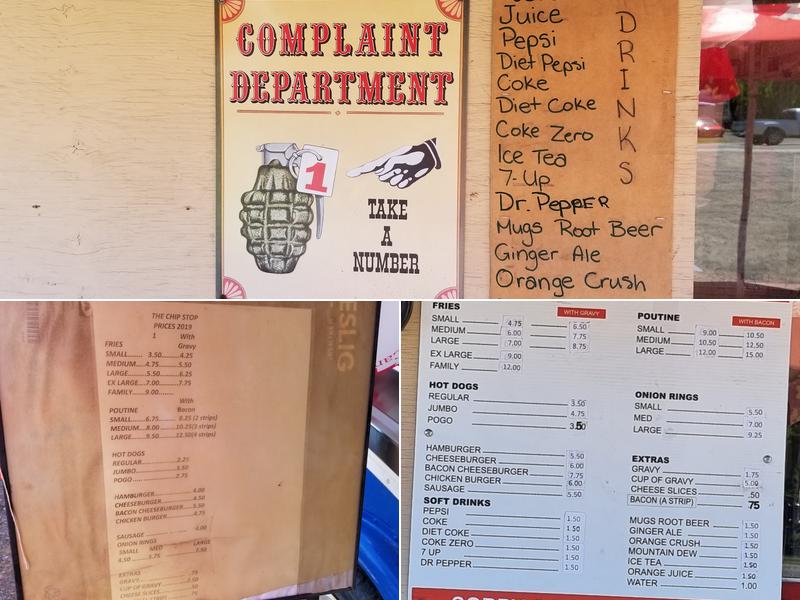 COMPLAINT
DEPARTMENT
1
TAKE
A
NUMBER
Juice
Pepsi
Diet Pepsi
Coke
Diet Coke
Coke Zero
Ice Tea
7-Up
Dr. PePPER
Mugs Root Beer
Ginger Ale
Orange Crush
DRINKS
THE CHIP STOP
PRICES 2019
1 With
FRIES Gravy
SMALL...... 3.50......4.25
MEDIUM......4.75......5.50
LARGE......5.50......6.25
EX LARGE...7.00......7.75
FAMILY......9.00......
With
POUTINE Bacon
SMALL......6.75...... 8.25 (2 strips)
MEDIUM...8.00......10.25(3 strips)
LARGE......9.50......12.50(4 strips)
HOT DOGS
REGULAR......2.25
JUMBO......3.50
POGO......2.75
HAMBURGER......4.00
CHEESEBURGER......4.50
BACON CHEESEBURGER...5.50
CHICKEN BURGER......4.75
SAUSAGE
ONION RINGS
SMALL MED LARGE
4.50 5.75 7.50
EXTRAS
GRAVY
CUP OF GRAVY
CHEESE SLICES
FRIES WITH GRAVY
SMALL 4.75 6.50
MEDIUM 6.00 7.75
LARGE 7.00 8.75
EX LARGE 9.00
FAMILY 12.00
POUTINE WITH BACON
SMALL 9.00 10.50
MEDIUM 10.50 12.50
LARGE 12.00 15.00
HOT DOGS
REGULAR 3.50
JUMBO 4.75
POGO
HAMBURGER 5.50
CHEESEBURGER 6.00
BACON CHEESEBURGER 7.75
CHICKEN BURGER 6.00
SAUSAGE 5.50
SOFT DRINKS
PEPSI 1.50
COKE 1.50
DIET COKE 1.50
COKE ZERO 1.50
7 UP 1.50
DR PEPPER 1.50
ONION RINGS
SMALL 5.50
MED 7.00
LARGE 9.25
EXTRAS
GRAVY 1.75
CUP OF GRAVY 5.00
CHEESE SLICES .50
BACON (A STRIP) 75
MUGS ROOT BEER 1.50
GINGER ALE 1.50
ORANGE CRUSH 1.50
MOUNTAIN DEW 1.50
ICE TEA 1.50
ORANGE JUICE 1.50
WATER 1.00